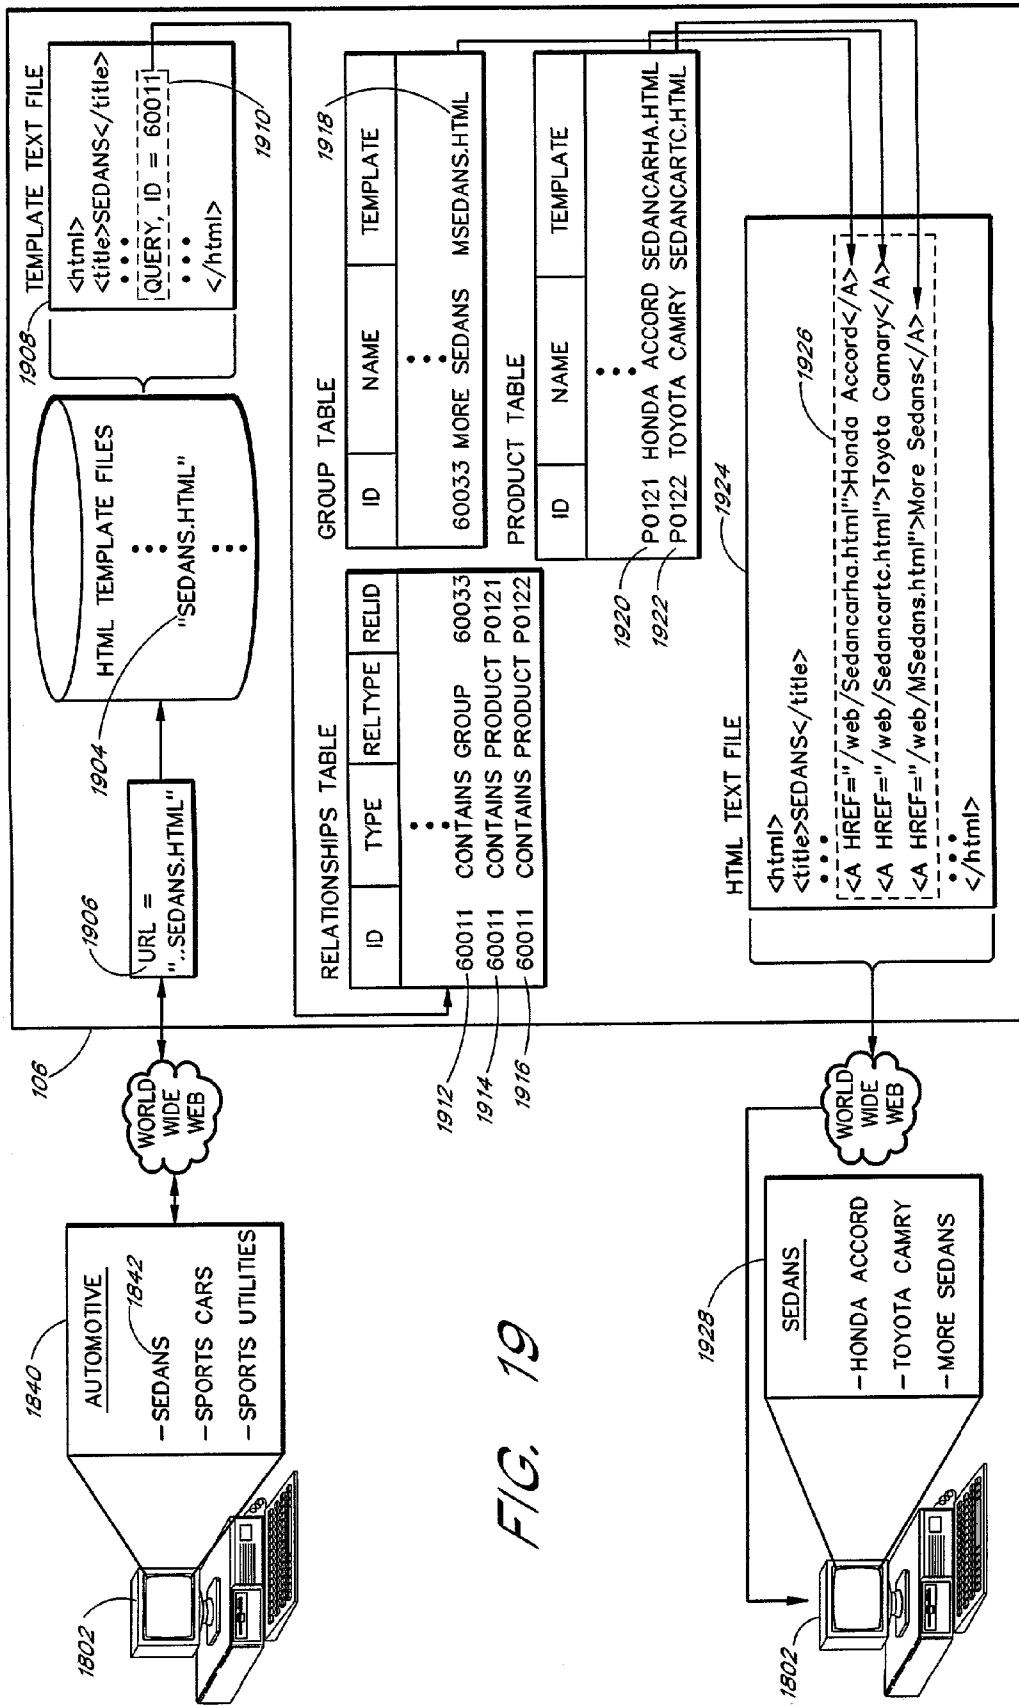 1802
1840
AUTOMOTIVE
1842
–SEDANS
–SPORTS CARS
–SPORTS UTILITIES
WORLD
WIDE
WEB
106
1906
URL =
"..SEDANS.HTML"
1904
HTML TEMPLATE FILES
"SEDANS.HTML"
1908
TEMPLATE TEXT FILE
<html>
<title>SEDANS</title>
QUERY, ID = 60011
</html>
1910
RELATIONSHIPS TABLE
ID TYPE RELTYPE RELID
60011 CONTAINS GROUP 60033
60011 CONTAINS PRODUCT P0121
60011 CONTAINS PRODUCT P0122
1912
1914
1916
GROUP TABLE
1918
ID NAME TEMPLATE
60033 MORE SEDANS MSEDANS.HTML
PRODUCT TABLE
ID NAME TEMPLATE
P0121 HONDA ACCORD SEDANCARHA.HTML
P0122 TOYOTA CAMRY SEDANCARTC.HTML
1920
1922
1924
HTML TEXT FILE
<html>
<title>SEDANS</title>
1926
<A HREF="/web/Sedancarha.html">Honda Accord</A>
<A HREF="/web/Sedancartc.html">Toyota Camary</A>
<A HREF="/web/MSedans.html">More Sedans</A>
</html>
WORLD
WIDE
WEB
1928
SEDANS
–HONDA ACCORD
–TOYOTA CAMRY
–MORE SEDANS
1802
FIG. 19